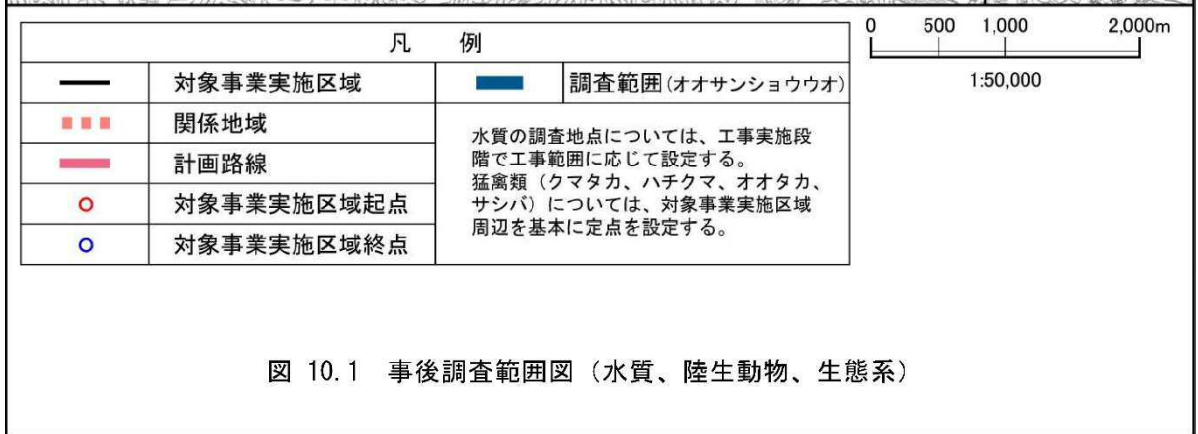 凡　例
対象事業実施区域
調査範囲(オオサンショウウオ)
関係地域
計画路線
対象事業実施区域起点
対象事業実施区域終点
水質の調査地点については、工事実施段
階で工事範囲に応じて設定する。
猛禽類（クマタカ、ハチクマ、オオタカ、
サシバ）については、対象事業実施区域
周辺を基本に定点を設定する。
0 500 1,000 2,000m
1:50,000
図 10.1　事後調査範囲図（水質、陸生動物、生態系）